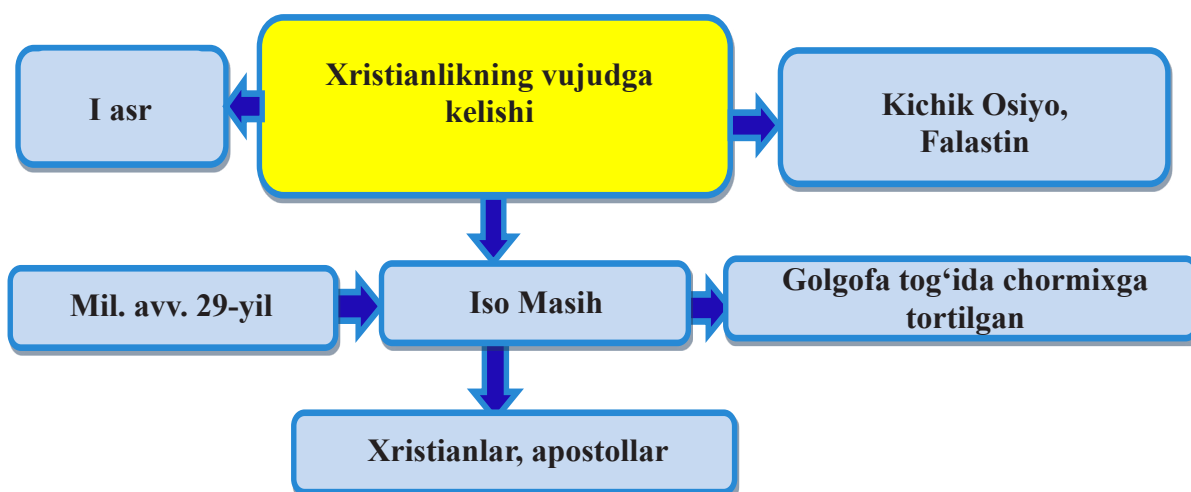 Xristianlikning vujudga
kelishi
I asr
Kichik Osiyo,
Falastin
Mil. avv. 29-yil
Iso Masih
Golgofa tog‘ida chormixga
tortilgan
Xristianlar, apostollar